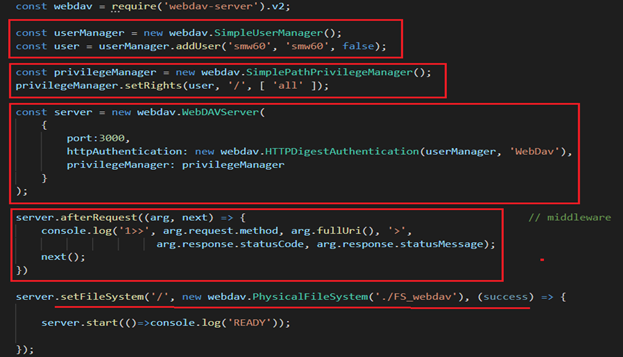 const webdav = require('webdav-server').v2;
const userManager = new webdav.SimpleUserManager();
const user = userManager.addUser('smw60', 'smw60', false);
const privilegeManager = new webdav.SimplePathPrivilegeManager();
privilegeManager.setRights(user, '/', [ 'all' ]);
const server = new webdav.WebDAVServer(
{
port:3000,
httpAuthentication: new webdav.HTTPDigestAuthentication(userManager, 'WebDav'),
privilegeManager: privilegeManager
}
);
server.afterRequest((arg, next) => { // middleware
console.log('1>>', arg.request.method, arg.fullUri(), '>',
arg.response.statusCode, arg.response.statusMessage);
next();
})
server.setFileSystem('/', new webdav.PhysicalFileSystem('./FS_webdav'), (success) => {
server.start(()=>console.log('READY'));
});